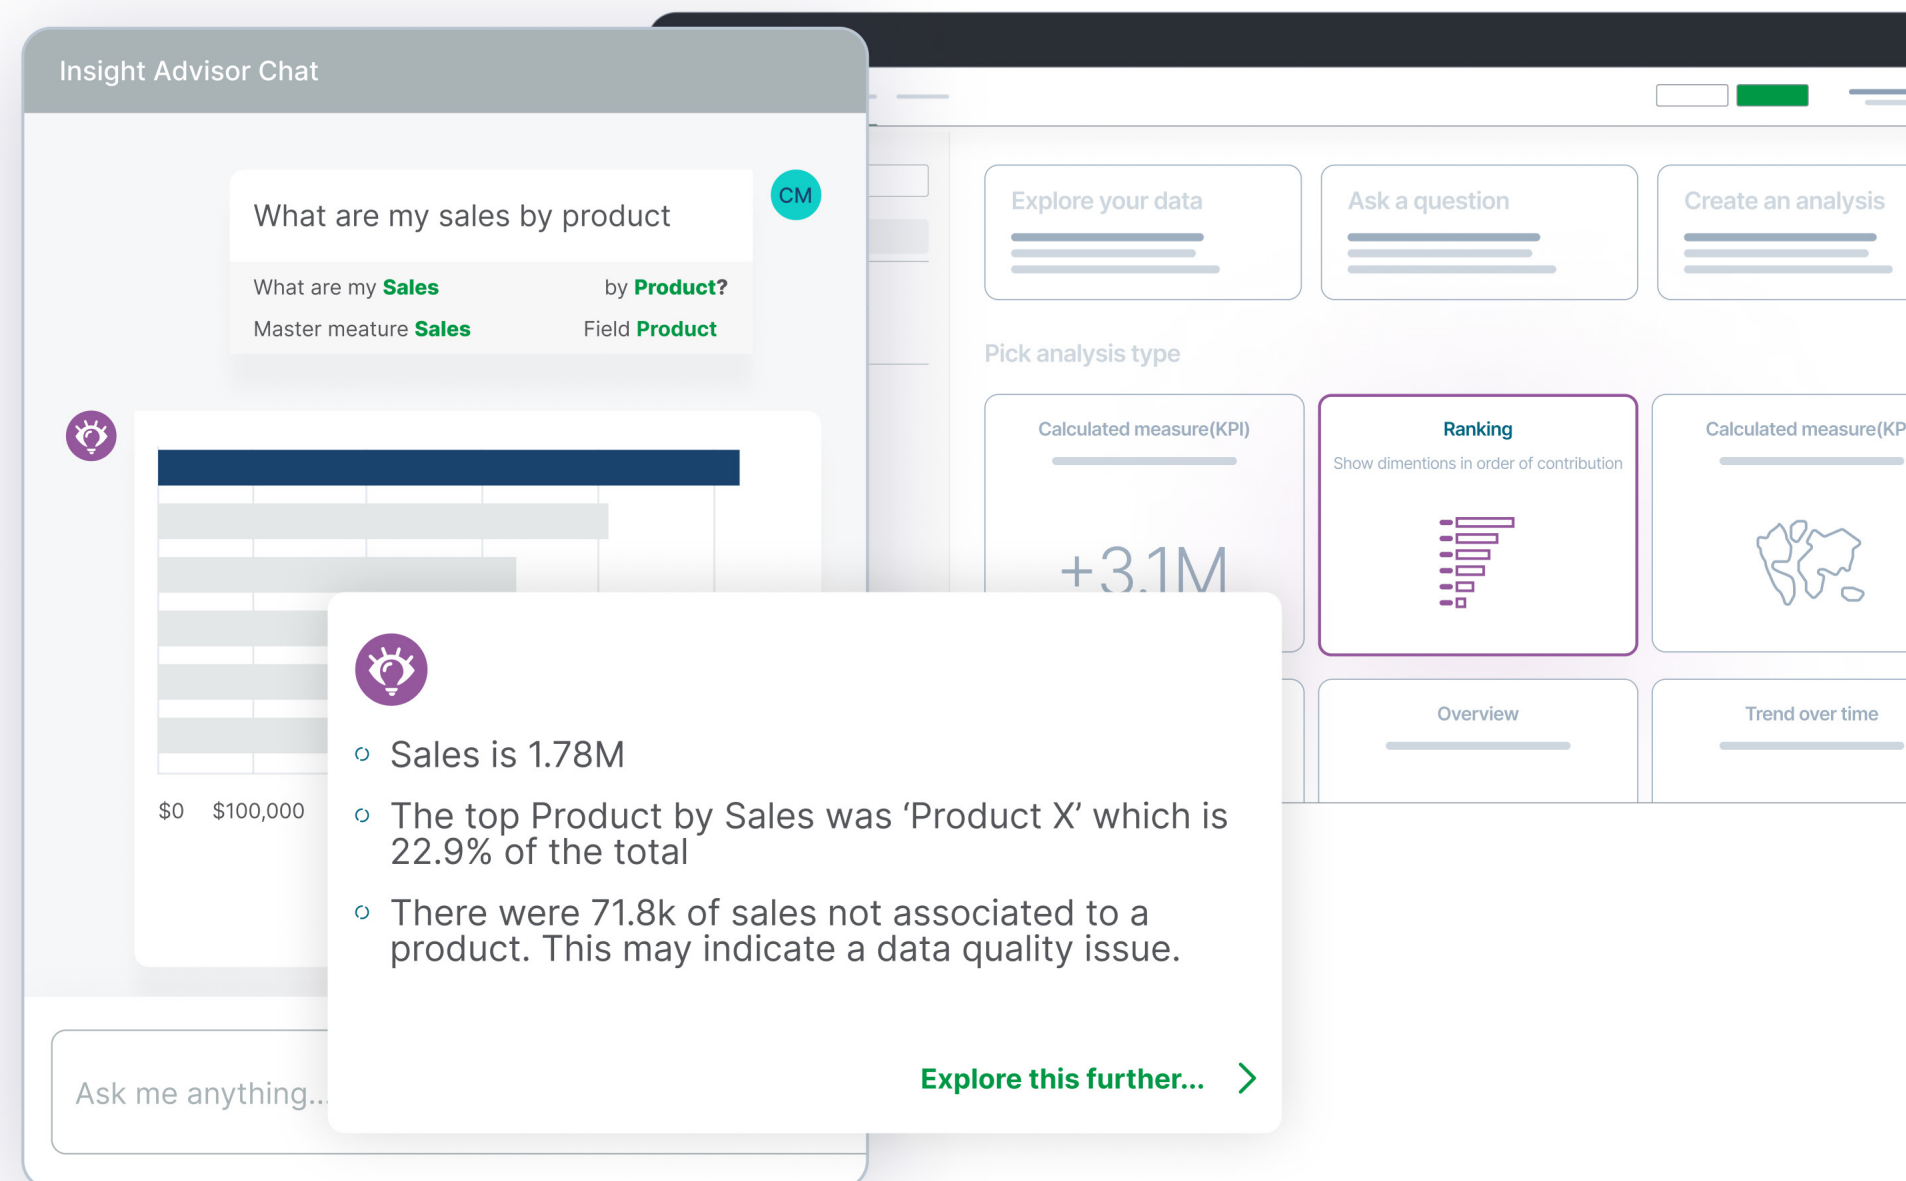 Insight Advisor Chat
What are my sales by product
CM
What are my Sales by Product?
Master meature Sales Field Product
$0 $100,000
Sales is 1.78M
The top Product by Sales was ‘Product X’ which is
22.9% of the total
There were 71.8k of sales not associated to a
product. This may indicate a data quality issue.
Explore this further...
Ask me anything...
Explore your data
Ask a question
Create an analysis
Pick analysis type
Calculated measure(KPI)
+3.1M
Ranking
Show dimentions in order of contribution
Calculated measure(KP
Overview
Trend over time